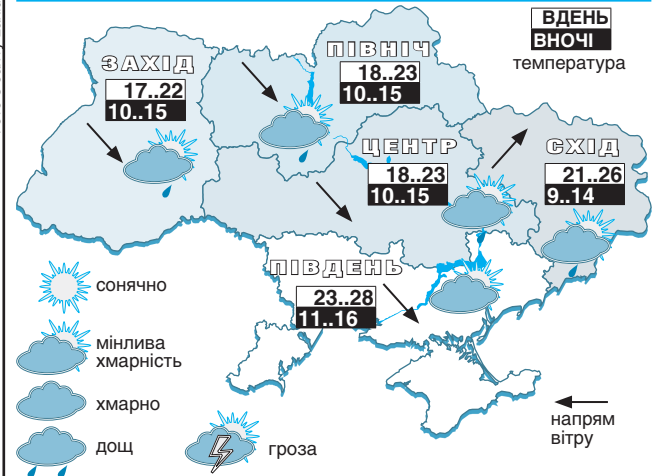 ВДЕНЬ
ВНОЧІ
температура
ЗАХІД
17..22
10..15
ПІВНІЧ
18..23
10..15
ЦЕНТР
18..23
10..15
СХІД
21..26
9..14
ПІВДЕНЬ
23..28
11..16
сонячно
мінлива
хмарність
хмарно
дощ
гроза
напрям
вітру